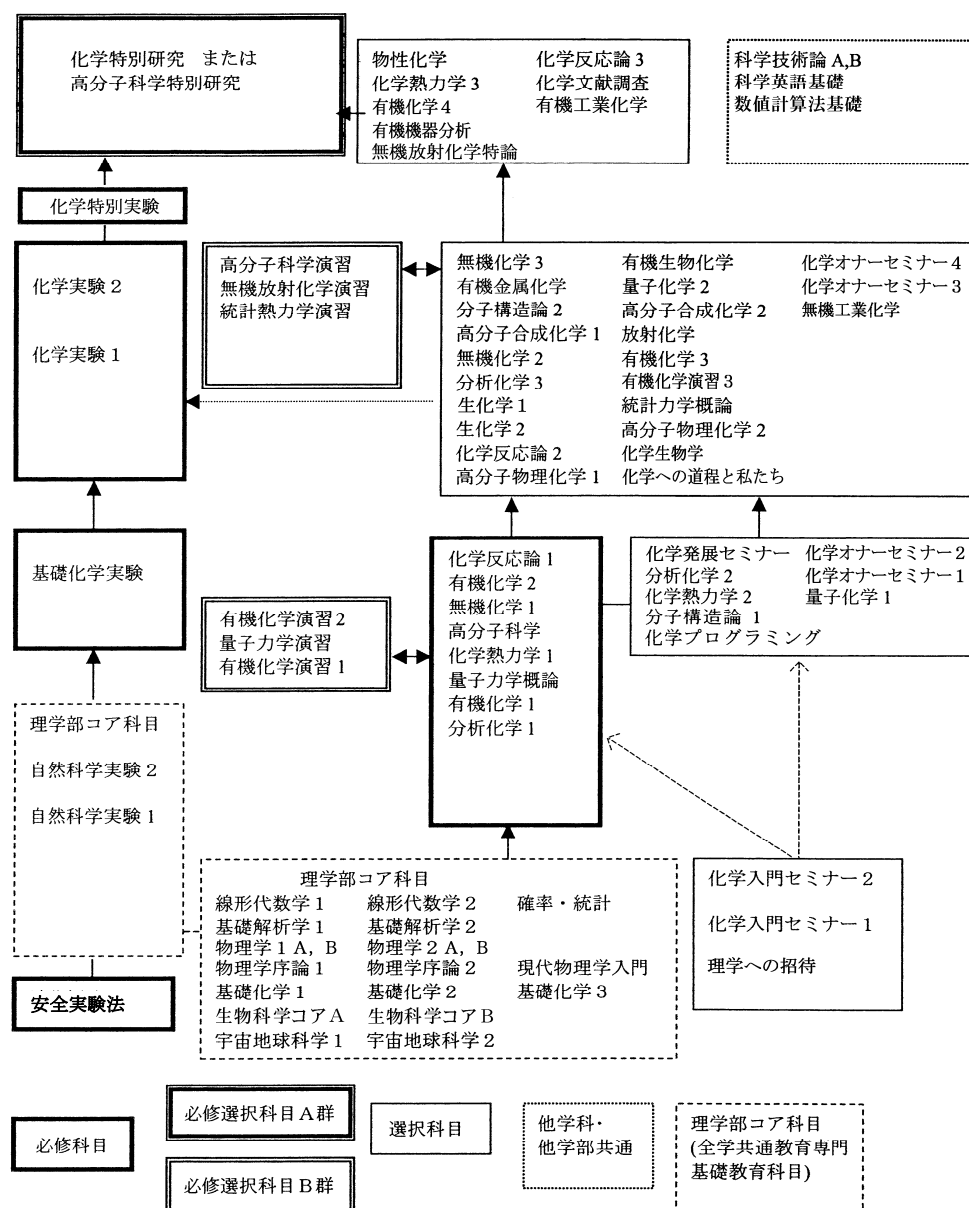 化学特別研究 または
高分子科学特別研究
物性化学 化学反応論3
化学熱力学3 化学文献調査
有機化学4 有機工業化学
有機機器分析
無機放射化学特論
科学技術論A,B
科学英語基礎
数値計算法基礎
化学特別実験
化学実験2
化学実験1
高分子科学演習
無機放射化学演習
統計熱力学演習
無機化学3 有機生物化学 化学オナーセミナー4
有機金属化学 量子化学2 化学オナーセミナー3
分子構造論2 高分子合成化学2 無機工業化学
高分子合成化学1 放射化学
無機化学2 有機化学3
分析化学3 有機化学演習3
生化学1 統計力学概論
生化学2 高分子物理化学2
化学反応論2 化学生物学
高分子物理化学1 化学への道程と私たち
基礎化学実験
有機化学演習2
量子力学演習
有機化学演習1
化学反応論1
有機化学2
無機化学1
高分子科学
化学熱力学1
量子力学概論
有機化学1
分析化学1
化学発展セミナー 化学オナーセミナー2
分析化学2 化学オナーセミナー1
化学熱力学2 量子化学1
分子構造論1
化学プログラミング
理学部コア科目
自然科学実験2
自然科学実験1
安全実験法
理学部コア科目
線形代数学1 線形代数学2 確率・統計
基礎解析学1 基礎解析学2
物理学1A,B 物理学2A,B
物理学序論1 物理学序論2 現代物理学入門
基礎化学1 基礎化学2 基礎化学3
生物科学コアA 生物科学コアB
宇宙地球科学1 宇宙地球科学2
化学入門セミナー2
化学入門セミナー1
理学への招待
必修科目
必修選択科目A群
必修選択科目B群
選択科目
他学科・
他学部共通
理学部コア科目
(全学共通教育専門
基礎教育科目)